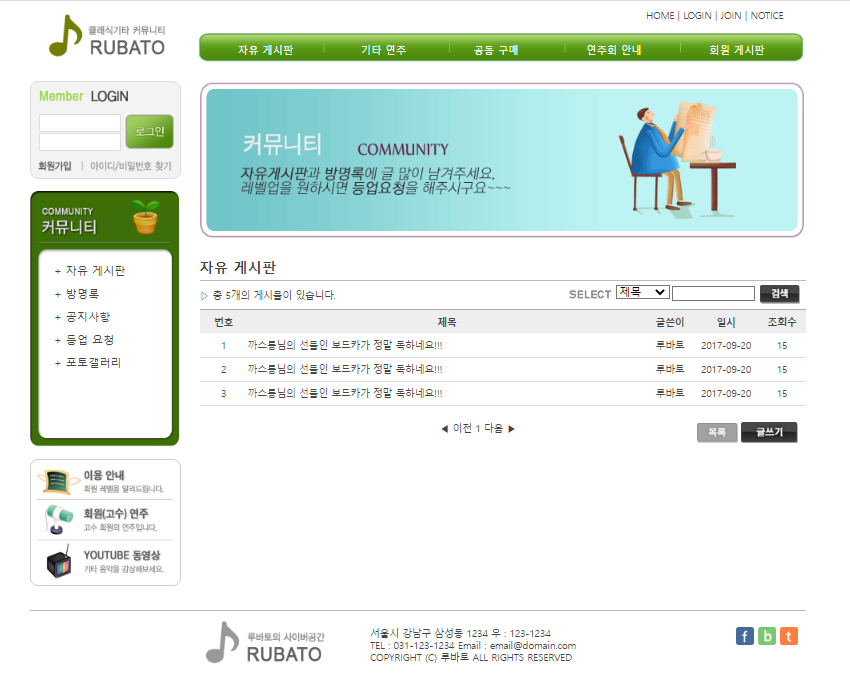 HOME | LOGIN | JOIN | NOTICE
클래식기타 커뮤니티
RUBATO
자유 게시판 기타 연주 공동 구매 연주회 안내 회원 게시판
Member LOGIN
로그인
회원가입 | 아이디/비밀번호 찾기
커뮤니티 COMMUNITY
자유게시판과 방명록에 글 많이 남겨주세요.
레벨업을 원하시면 등업요청을 해주시구요~~~
COMMUNITY
커뮤니티
+ 자유 게시판
+ 방명록
+ 공지사항
+ 등업 요청
+ 포토갤러리
이용 안내
회원 레벨을 알려드립니다.
회원(고수) 연주
고수 회원의 연주입니다.
YOUTUBE 동영상
기타 음악을 감상해보세요.
자유 게시판
▷ 총 5개의 게시물이 있습니다. SELECT 제목 검색
번호 제목 글쓴이 일시 조회수
1 까스통님의 선물인 보드카가 정말 독하네요!!! 루바토 2017-09-20 15
2 까스통님의 선물인 보드카가 정말 독하네요!!! 루바토 2017-09-20 15
3 까스통님의 선물인 보드카가 정말 독하네요!!! 루바토 2017-09-20 15
◀ 이전 1 다음 ▶
목록 글쓰기
루바토의 사이버공간
RUBATO
서울시 강남구 삼성동 1234 우 : 123-1234
TEL : 031-123-1234 Email : email@domain.com
COPYRIGHT (C) 루바토 ALL RIGHTS RESERVED
f b t